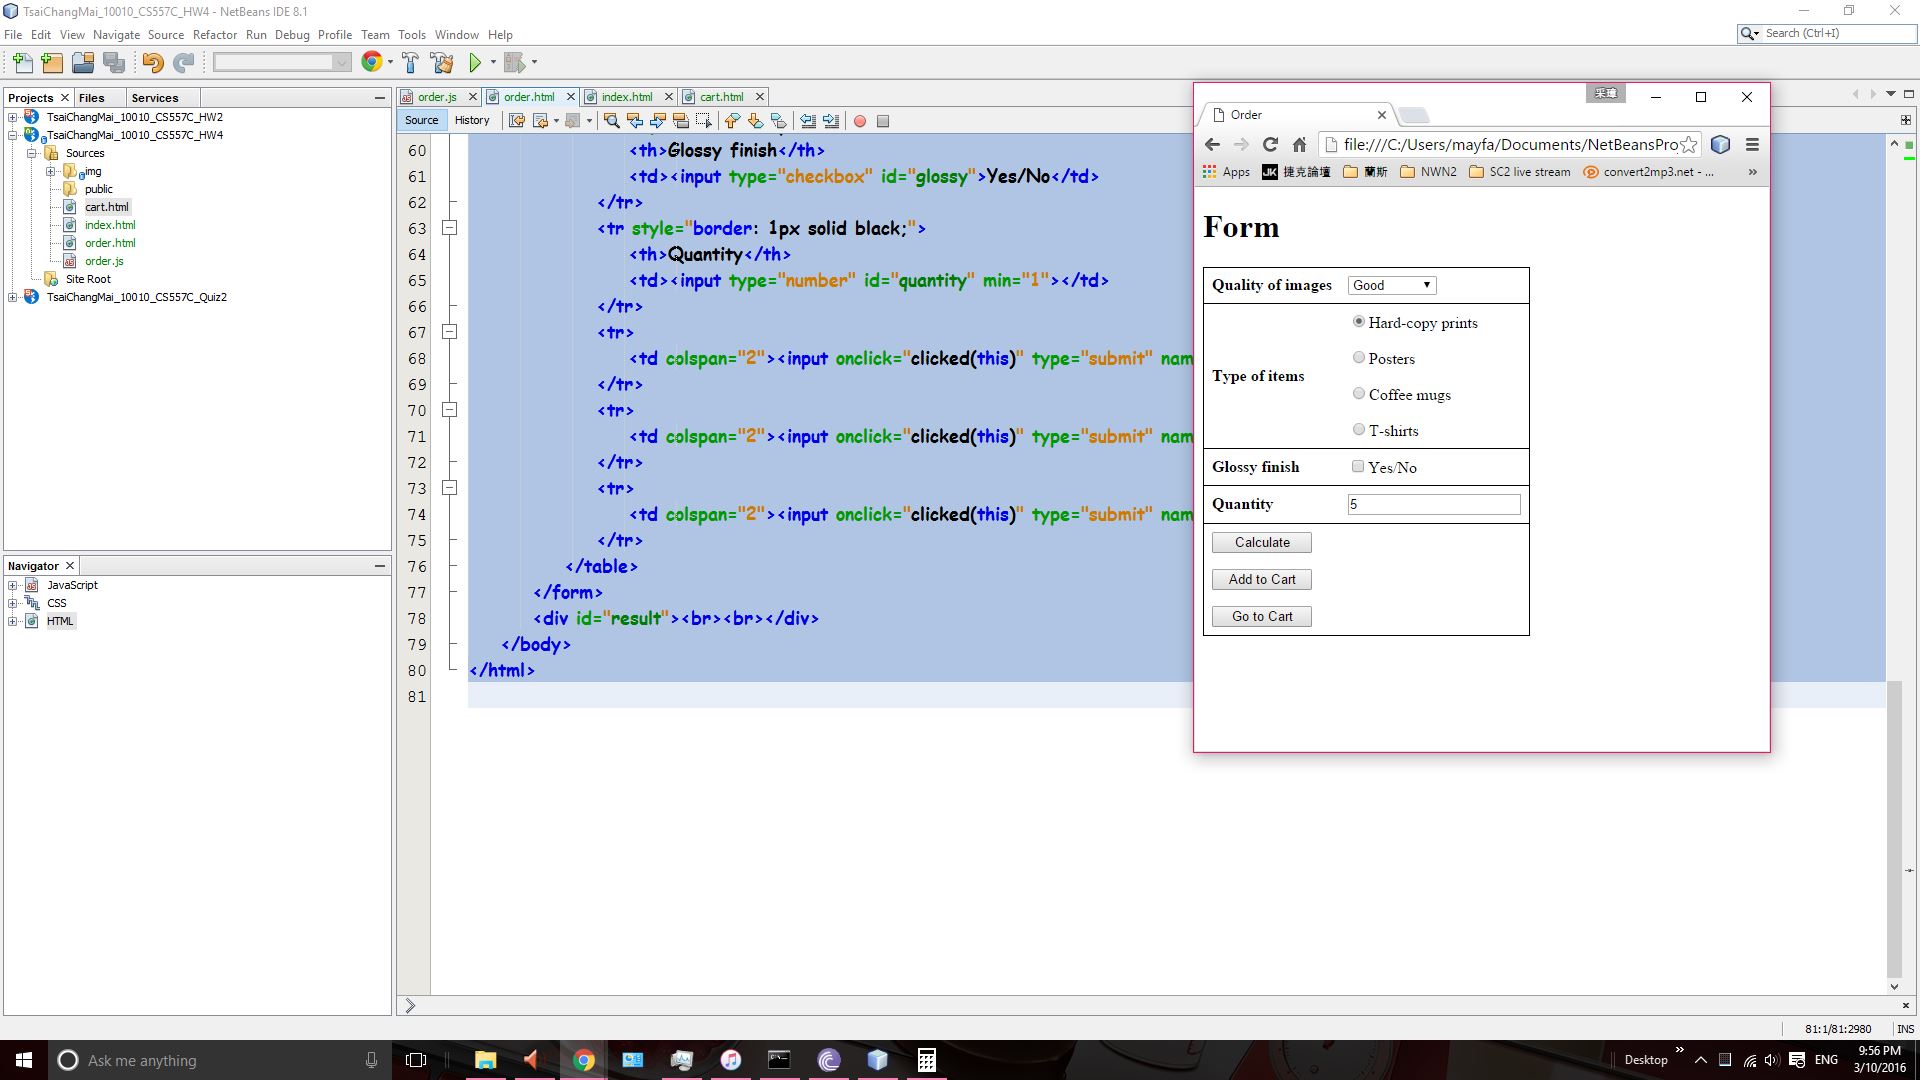 TsaiChangMai_10010_CS557C_HW4 - NetBeans IDE 8.1
File Edit View Navigate Source Refactor Run Debug Profile Team Tools Window Help
Search (Ctrl+I)
Projects Files Services
TsaiChangMai_10010_CS557C_HW2
TsaiChangMai_10010_CS557C_HW4
Sources
img
public
cart.html
index.html
order.html
order.js
Site Root
TsaiChangMai_10010_CS557C_Quiz2
Navigator
JavaScript
CSS
HTML
order.js order.html index.html cart.html
Source History
60 <th>Glossy finish</th>
61 <td><input type="checkbox" id="glossy">Yes/No</td>
62 </tr>
63 <tr style="border: 1px solid black;">
64 <th>Quantity</th>
65 <td><input type="number" id="quantity" min="1"></td>
66 </tr>
67 <tr>
68 <td colspan="2"><input onclick="clicked(this)" type="submit" nam
69 </tr>
70 <tr>
71 <td colspan="2"><input onclick="clicked(this)" type="submit" nam
72 </tr>
73 <tr>
74 <td colspan="2"><input onclick="clicked(this)" type="submit" nam
75 </tr>
76 </table>
77 </form>
78 <div id="result"><br><br></div>
79 </body>
80 </html>
81
采瑋
Order
file:///C:/Users/mayfa/Documents/NetBeansPro
Apps JK 捷克論壇 蘭斯 NWN2 SC2 live stream convert2mp3.net - ... »
Form
Quality of images Good
Type of items
Hard-copy prints
Posters
Coffee mugs
T-shirts
Glossy finish Yes/No
Quantity 5
Calculate
Add to Cart
Go to Cart
81:1/81:2980 INS
Ask me anything
Desktop » ENG
9:56 PM
3/10/2016